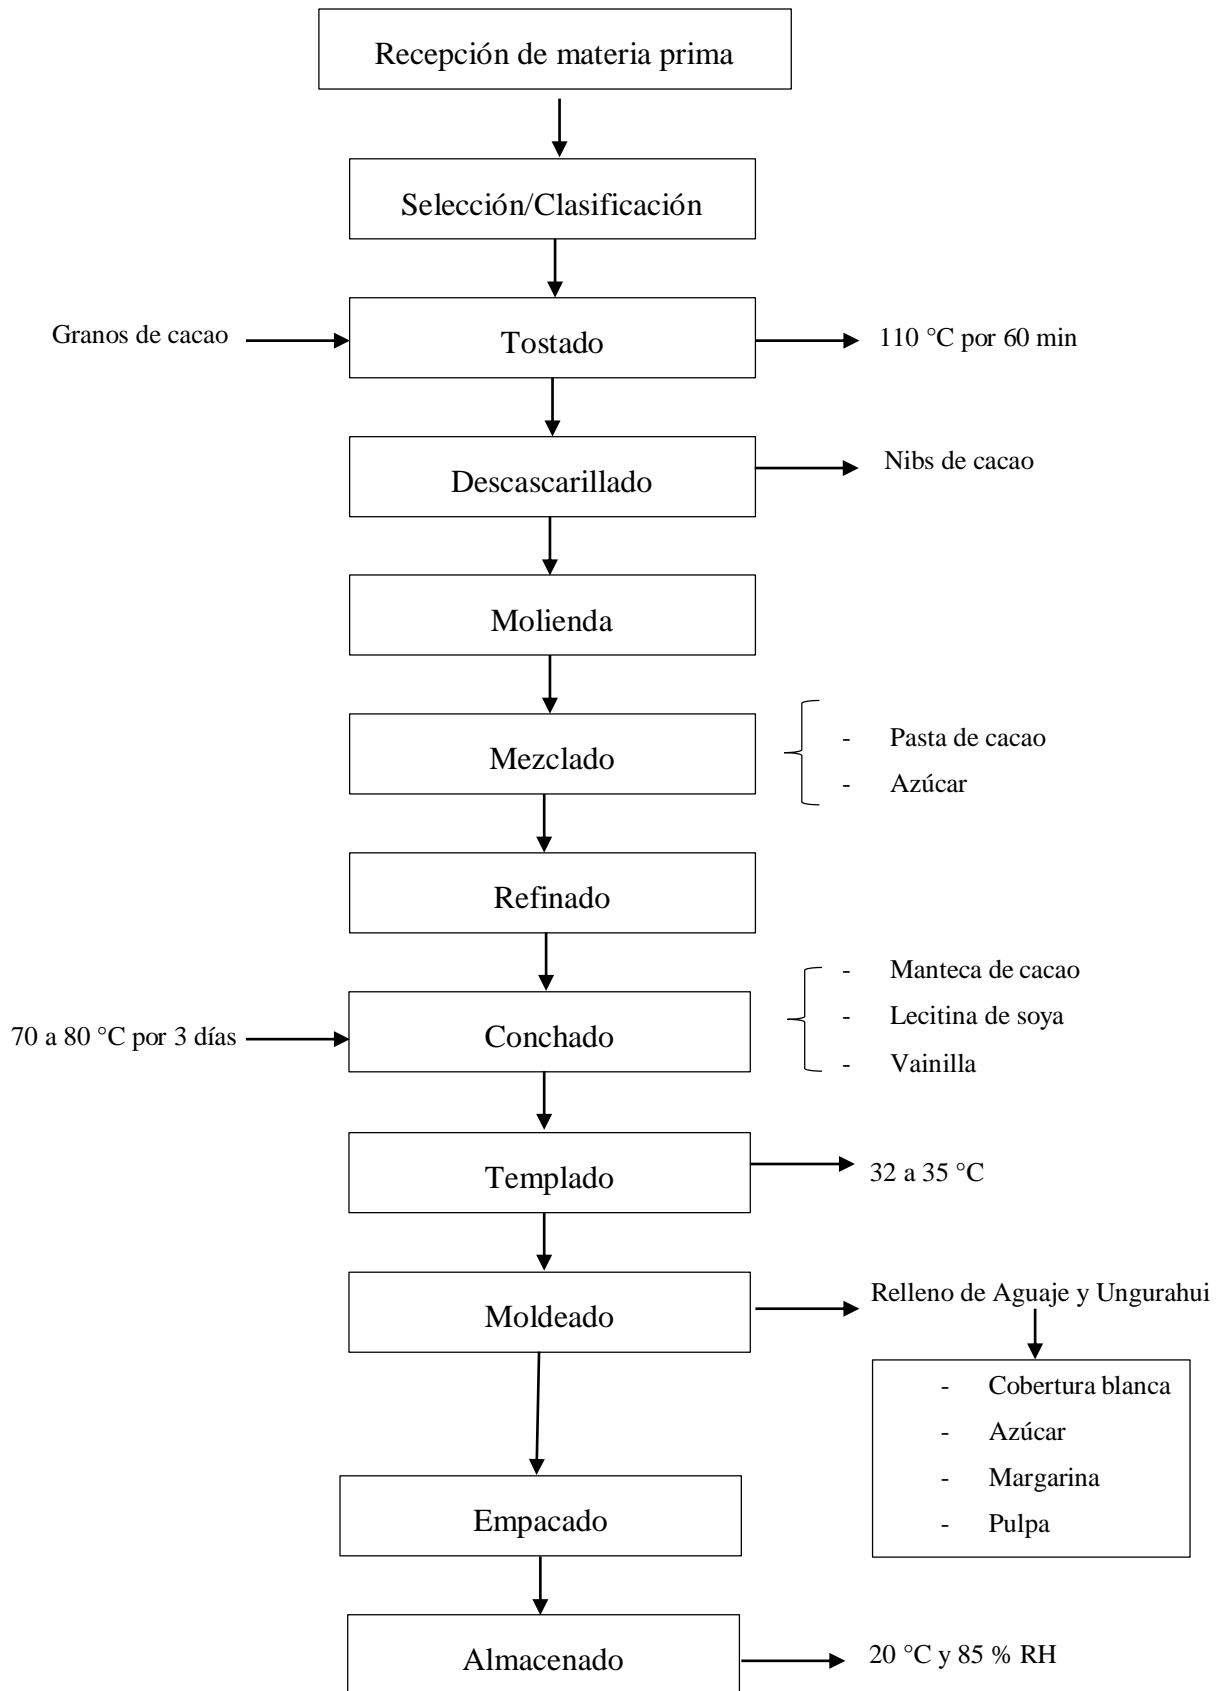 Recepción de materia prima
Selección/Clasificación
Granos de cacao
Tostado
110 °C por 60 min
Descascarillado
Nibs de cacao
Molienda
Mezclado
- Pasta de cacao
- Azúcar
Refinado
70 a 80 °C por 3 días
Conchado
- Manteca de cacao
- Lecitina de soya
- Vainilla
Templado
32 a 35 °C
Moldeado
Relleno de Aguaje y Ungurahui
- Cobertura blanca
- Azúcar
- Margarina
- Pulpa
Empacado
Almacenado
20 °C y 85 % RH